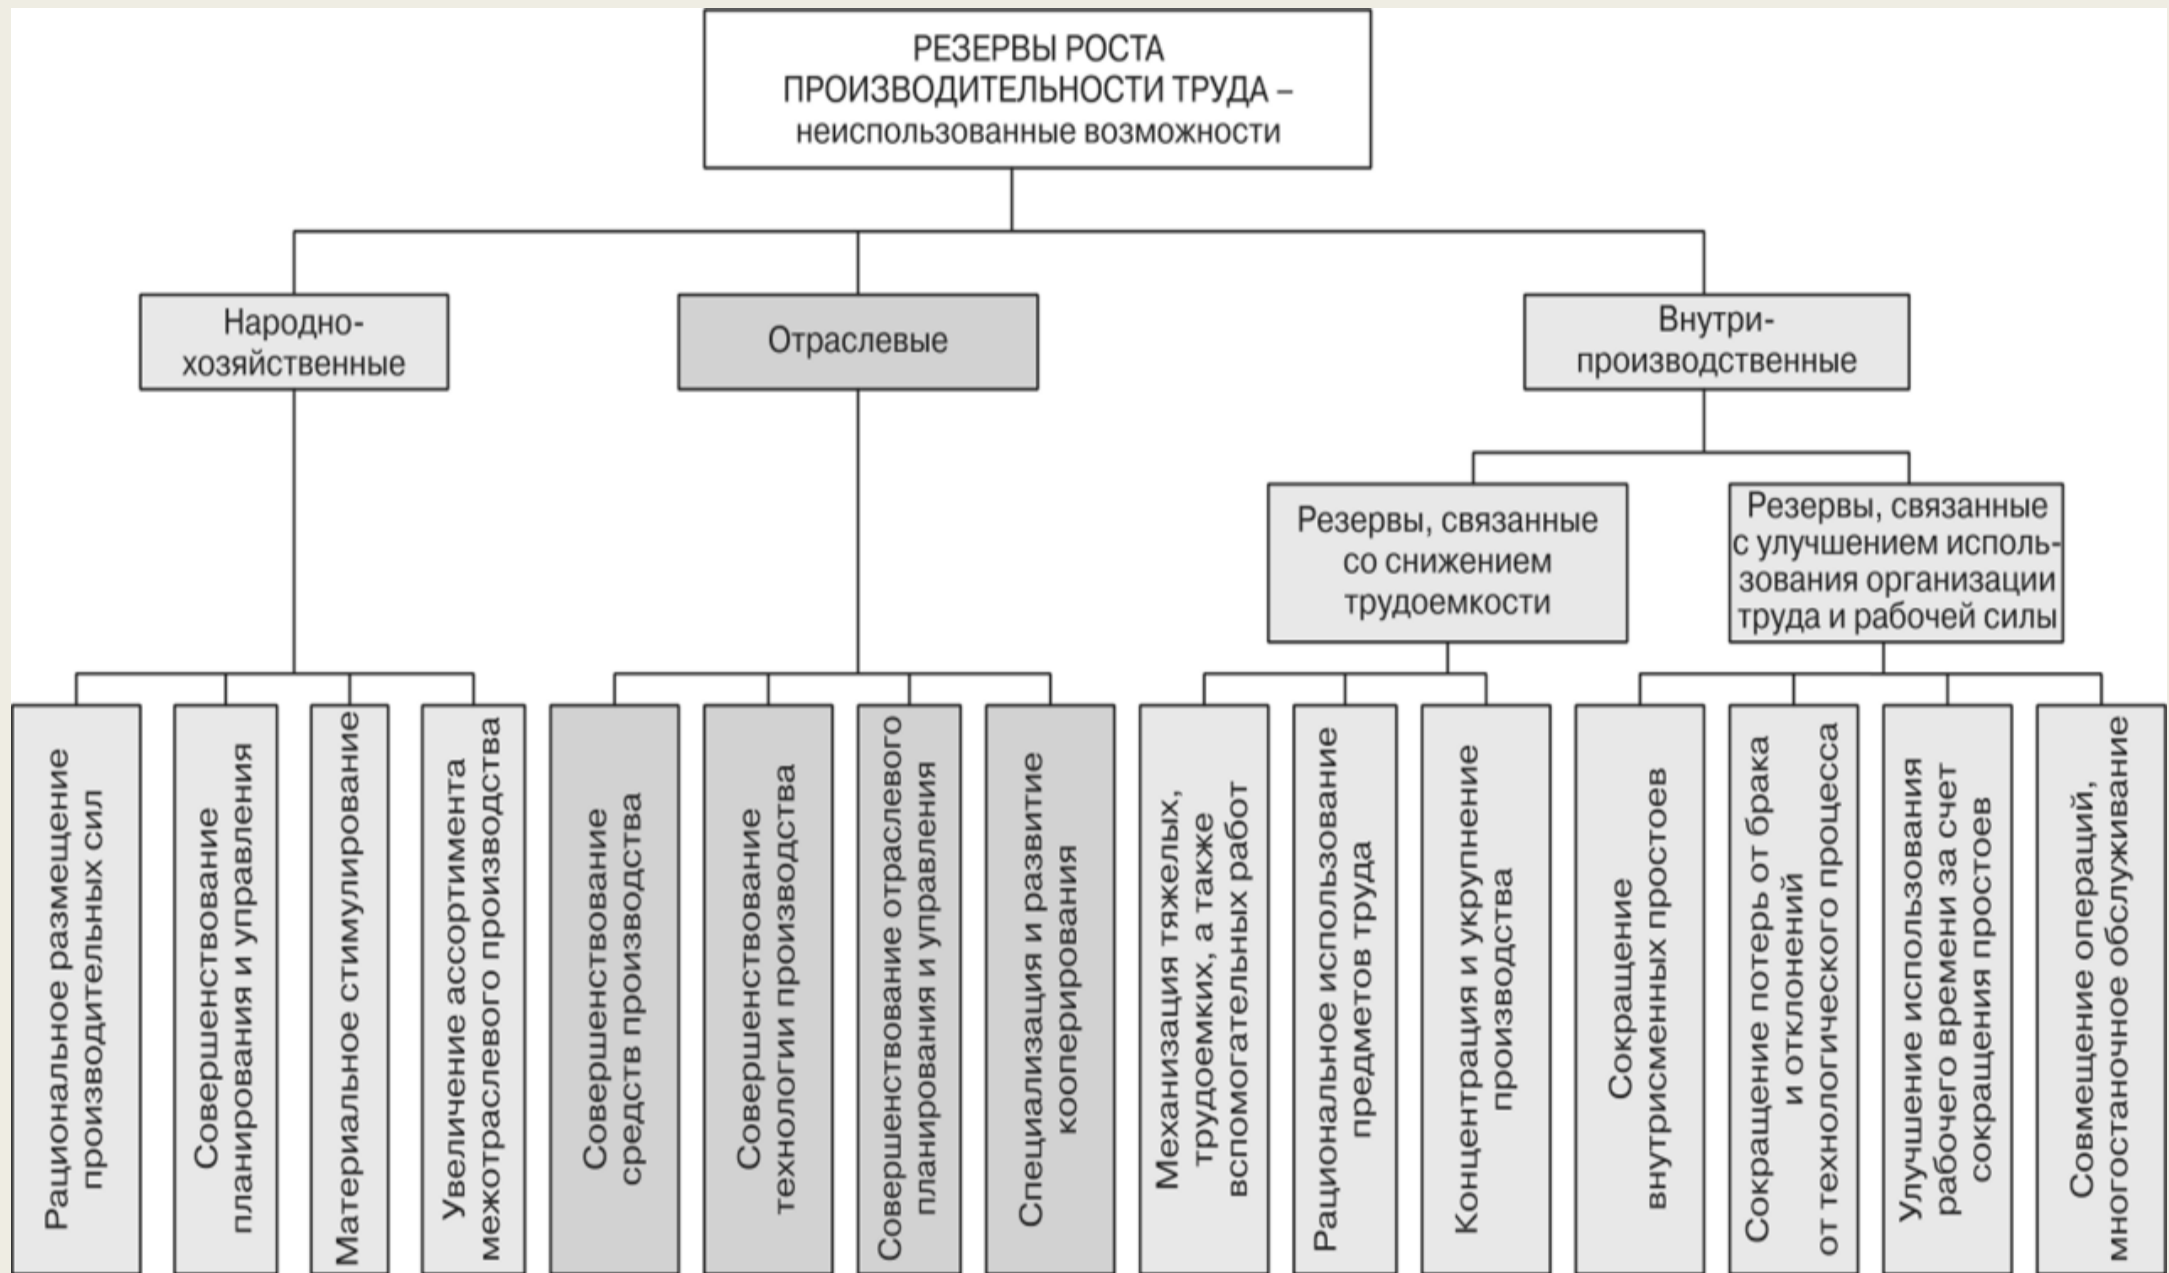 РЕЗЕРВЫ РОСТА
ПРОИЗВОДИТЕЛЬНОСТИ ТРУДА –
неиспользованные возможности
Народно-
хозяйственные
Отраслевые
Внутри-
производственные
Резервы, связанные
со снижением
трудоемкости
Резервы, связанные
с улучшением исполь-
зования организации
труда и рабочей силы
Рациональное размещение
производительных сил
Совершенствование
планирования и управления
Материальное стимулирование
Увеличение ассортимента
межотраслевого производства
Совершенствование
средств производства
Совершенствование
технологии производства
Совершенствование отраслевого
планирования и управления
Специализация и развитие
кооперирования
Механизация тяжелых,
трудоемких, а также
вспомогательных работ
Рациональное использование
предметов труда
Концентрация и укрупнение
производства
Сокращение
внутрисменных простоев
Сокращение потерь от брака
и отклонений
от технологического процесса
Улучшение использования
рабочего времени за счет
сокращения простоев
Совмещение операций,
многостаночное обслуживание